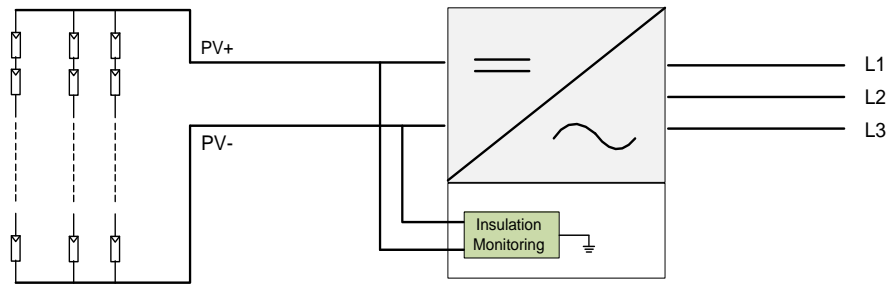 PV+
PV-
L1
L2
L3
Insulation
Monitoring